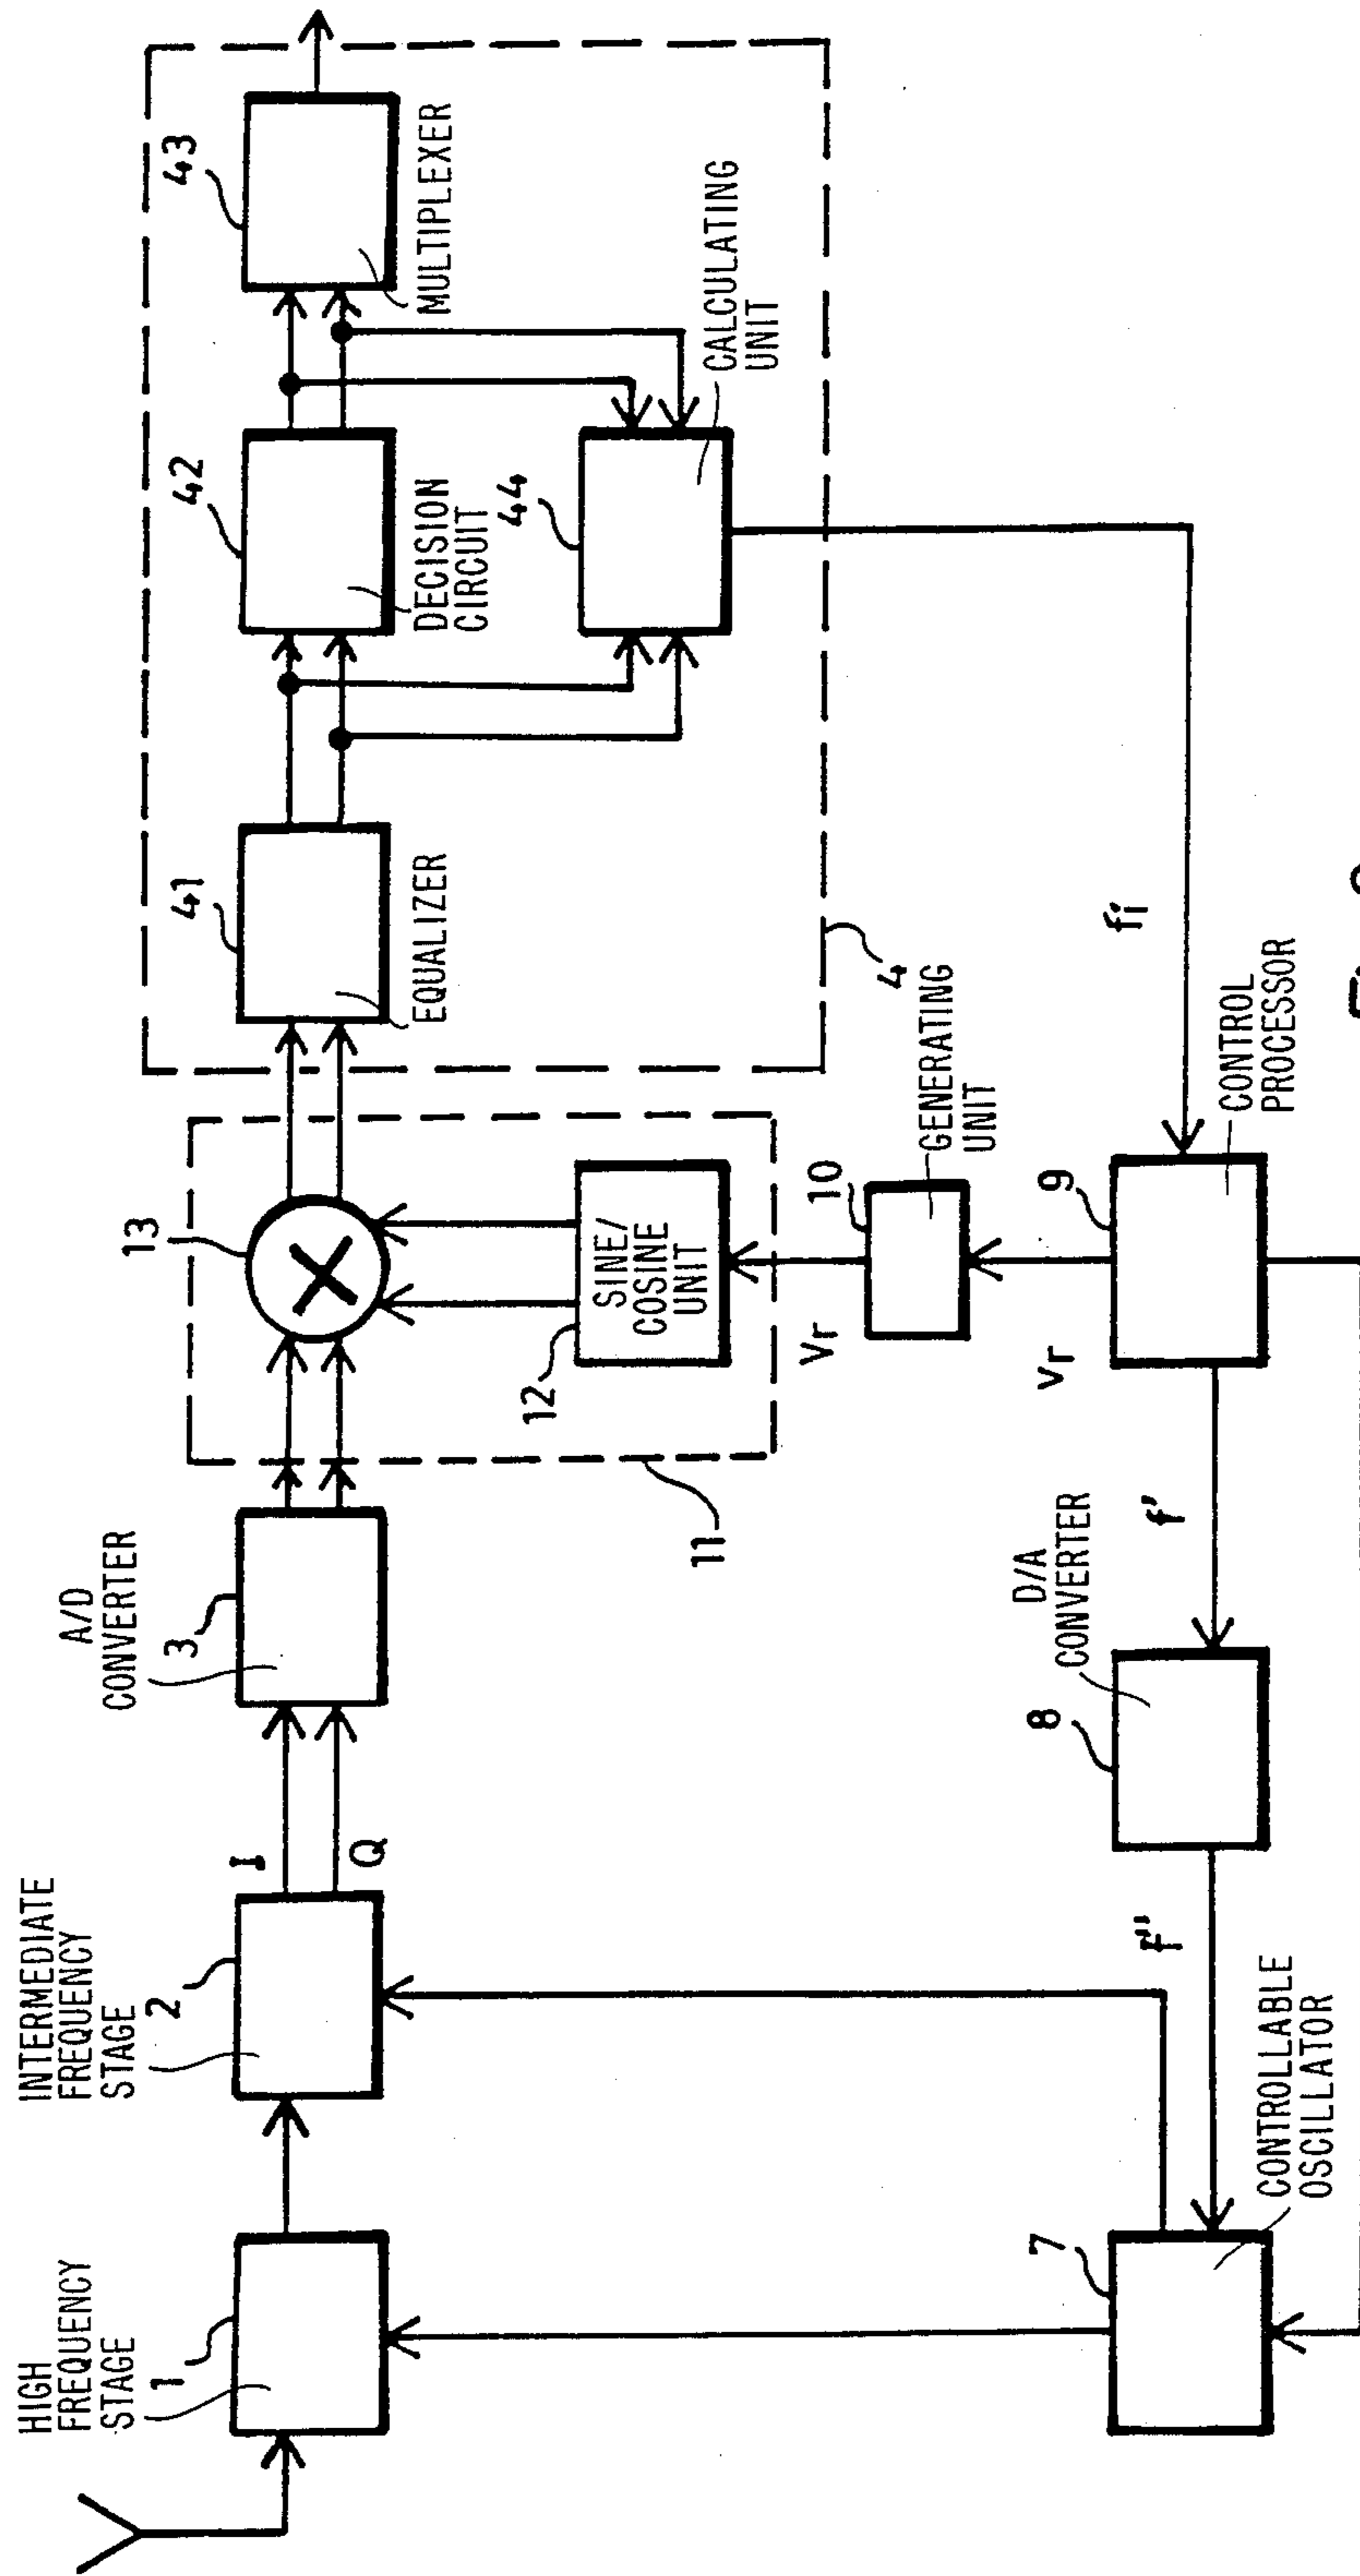 HIGH
FREQUENCY
STAGE
1
INTERMEDIATE
FREQUENCY
STAGE
2
I
Q
A/D
CONVERTER
3
13
12
SINE/
COSINE
UNIT
11
41
EQUALIZER
42
DECISION
CIRCUIT
43
MULTIPLEXER
44
CALCULATING
UNIT
4
Vr
10
GENERATING
UNIT
7
CONTROLLABLE
OSCILLATOR
f"
8
D/A
CONVERTER
f'
Vr
9
CONTROL
PROCESSOR
fi